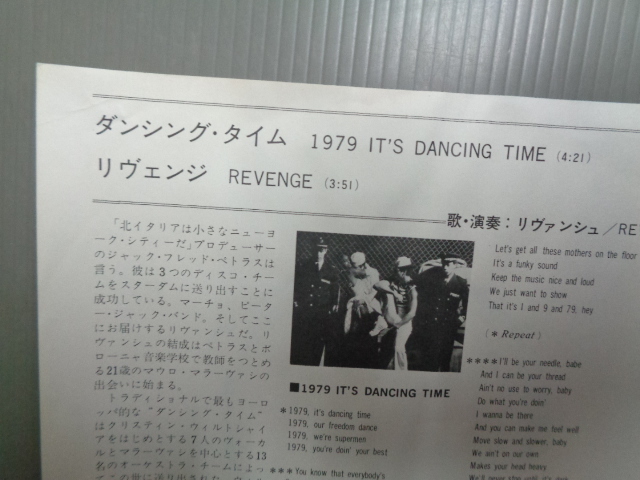 ダンシング・タイム 1979 IT'S DANCING TIME (4:21)
リヴェンジ REVENGE (3:51)
歌・演奏：リヴァンシュ／RE
「北イタリアは小さなニューヨ
ーク・シティーだ」プロデューサー
のジャック・フレッド・ペトラスは
言う。彼は3つのディスコ・チー
ムをスターダムに送り出すことに
成功している。マーチョ、ピータ
ー・ジャック・バンド。そしてここ
にお届けするリヴァンシュだ。リ
ヴァンシュの結成はペトラスとボ
ローニャ音楽学校で教師をつとめ
る21歳のマウロ・マラーヴァシの
出会いに始まる。
トラディショナルで最もヨーロ
ッパ的な“ダンシング・タイム”
はクリスティン・ウィルトシャイ
アをはじめとする7人のヴォーカ
ルとマラーヴァシを中心とする13
名のオーケストラ・チームによっ
■1979 IT'S DANCING TIME
*1979, it's dancing time
1979, our freedom dance
1979, we're supermen
1979, you're doin' your best
***You know that everybody's
Let's get all these mothers on the floor
It's a funky sound
Keep the music nice and loud
We just want to show
That it's 1 and 9 and 79, hey
(* Repeat)
****I'll be your needle, babe
And I can be your thread
Ain't no use to worry, baby
Do what you're doin'
I wanna be there
And you can make me feel well
Move slow and slower, baby
We ain't on our own
Makes your head heavy